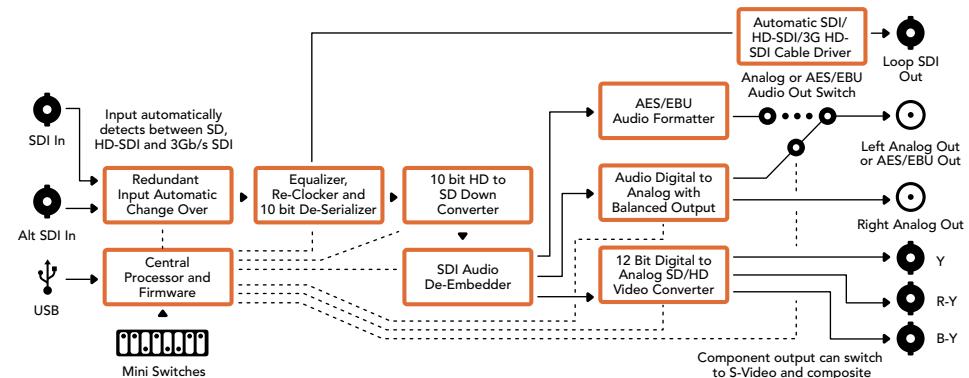 Automatic SDI/
HD-SDI/3G HD-
SDI Cable Driver
Loop SDI
Out
Analog or AES/EBU
Audio Out Switch
SDI In
Input automatically
detects between SD,
HD-SDI and 3Gb/s SDI
AES/EBU
Audio Formatter
Left Analog Out
or AES/EBU Out
Redundant
Input Automatic
Change Over
Equalizer,
Re-Clocker and
10 bit De-Serializer
10 bit HD to
SD Down
Converter
Audio Digital to
Analog with
Balanced Output
Alt SDI In
Right Analog Out
Central
Processor and
Firmware
SDI Audio
De-Embedder
12 Bit Digital to
Analog SD/HD
Video Converter
Y
USB
R-Y
B-Y
Mini Switches
Component output can switch
to S-Video and composite